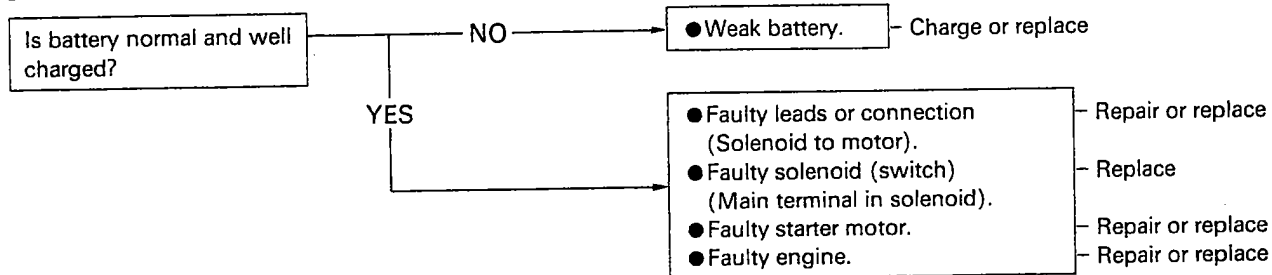 Is battery normal and well
charged?
NO
● Weak battery.
– Charge or replace
YES
● Faulty leads or connection
(Solenoid to motor).
– Repair or replace
● Faulty solenoid (switch)
(Main terminal in solenoid).
– Replace
● Faulty starter motor.
– Repair or replace
● Faulty engine.
– Repair or replace